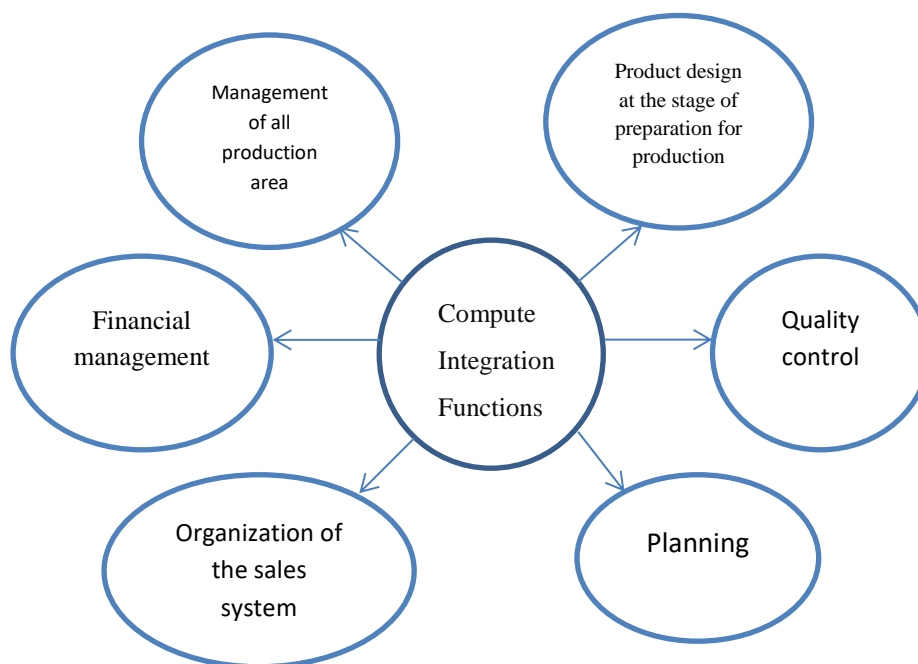 Management
of all
production
area
Product design
at the stage of
preparation for
production
Financial
management
Compute
Integration
Functions
Quality
control
Organization of
the sales
system
Planning